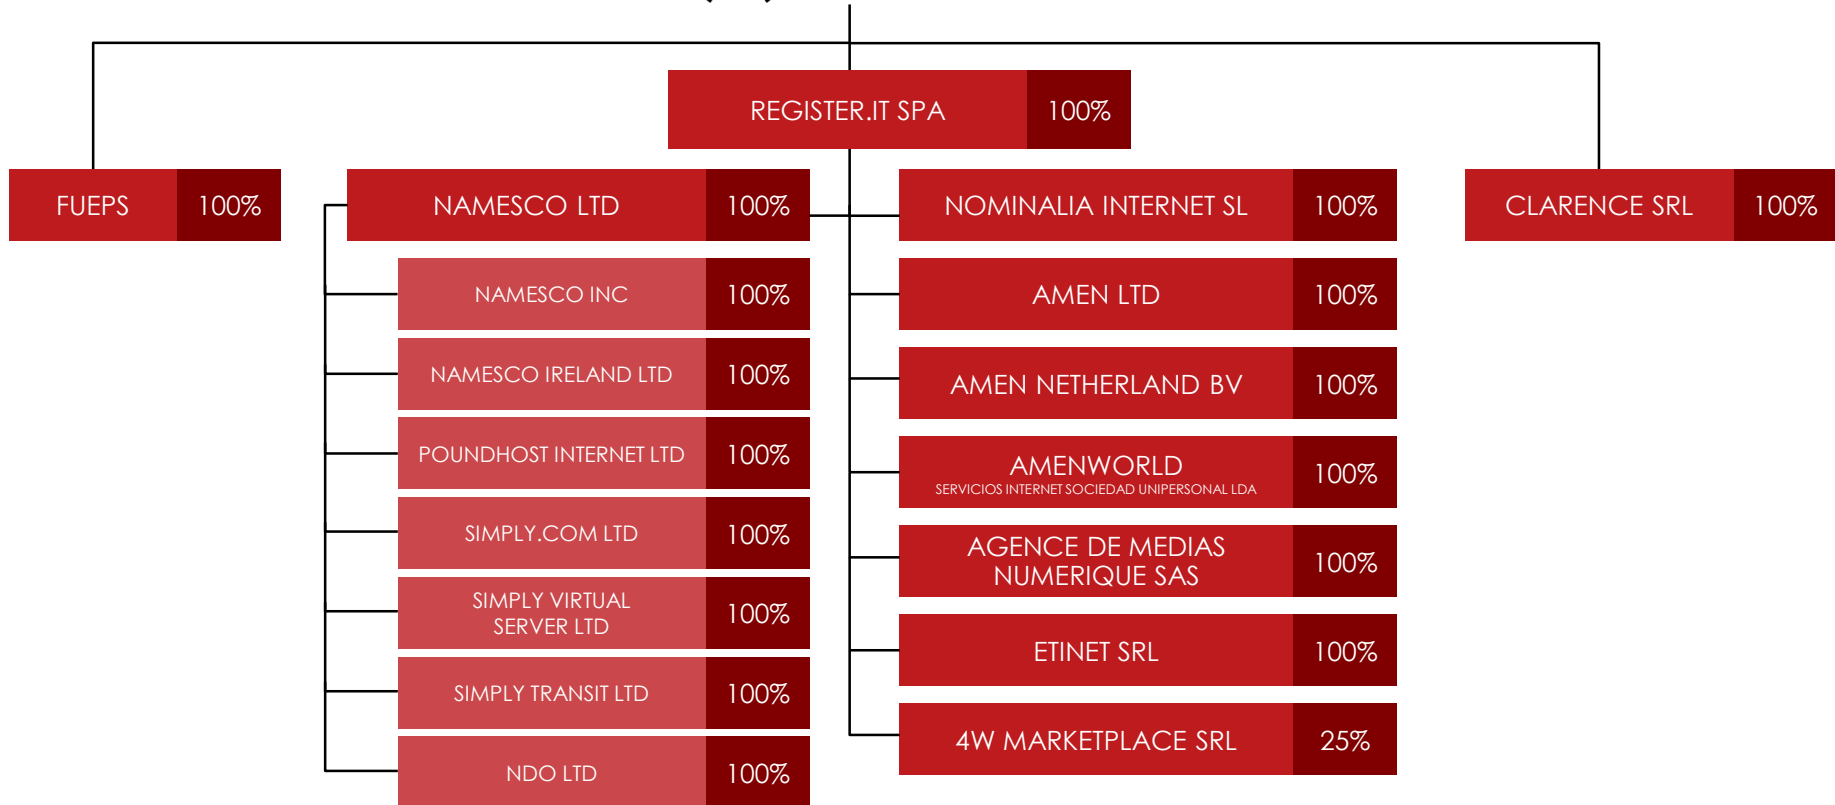 REGISTER.IT SPA 100%
FUEPS 100%
NAMESCO LTD 100%
NOMINALIA INTERNET SL 100%
CLARENCE SRL 100%
NAMESCO INC 100%
NAMESCO IRELAND LTD 100%
POUNDHOST INTERNET LTD 100%
SIMPLY.COM LTD 100%
SIMPLY VIRTUAL
SERVER LTD 100%
SIMPLY TRANSIT LTD 100%
NDO LTD 100%
AMEN LTD 100%
AMEN NETHERLAND BV 100%
AMENWORLD
SERVICIOS INTERNET SOCIEDAD UNIPERSONAL LDA 100%
AGENCE DE MEDIAS
NUMERIQUE SAS 100%
ETINET SRL 100%
4W MARKETPLACE SRL 25%